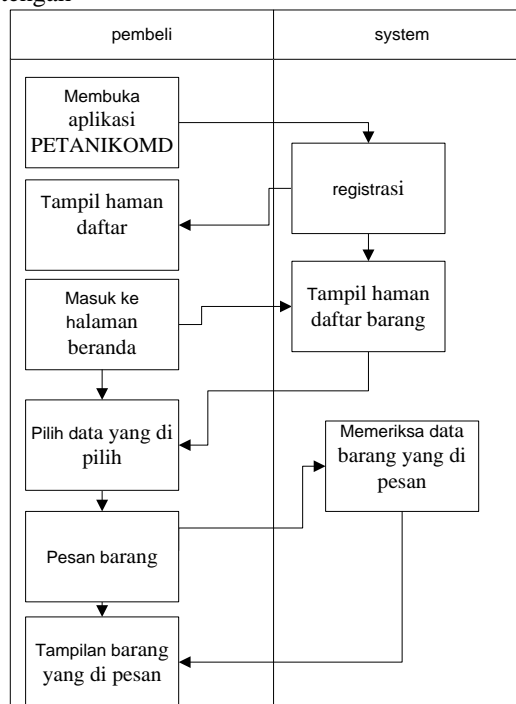 tengah
pembeli
system
Membuka
aplikasi
PETANIKOMD
registrasi
Tampil haman
daftar
Tampil haman
daftar barang
Masuk ke
halaman
beranda
Pilih data yang di
pilih
Memeriksa data
barang yang di
pesan
Pesan barang
Tampilan barang
yang di pesan